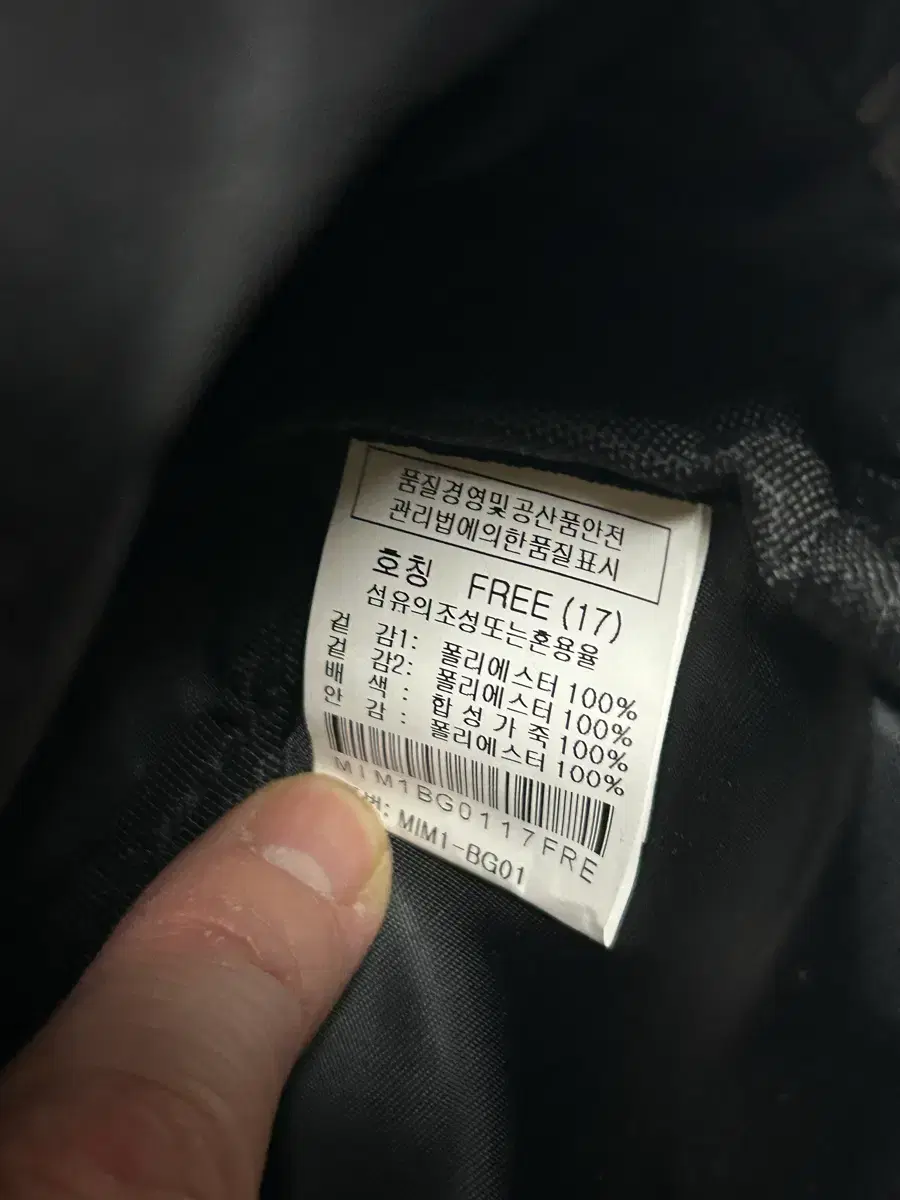 품질경영및공산품안전
관리법에의한품질표시
호칭 FREE (17)
섬유의조성또는혼용율
겉 감1: 폴리에스터 100%
겉 감2: 폴리에스터 100%
배 색 : 합성가죽 100%
안 감 : 폴리에스터 100%
MIM1BG0117FRE
: MIM1-BG01